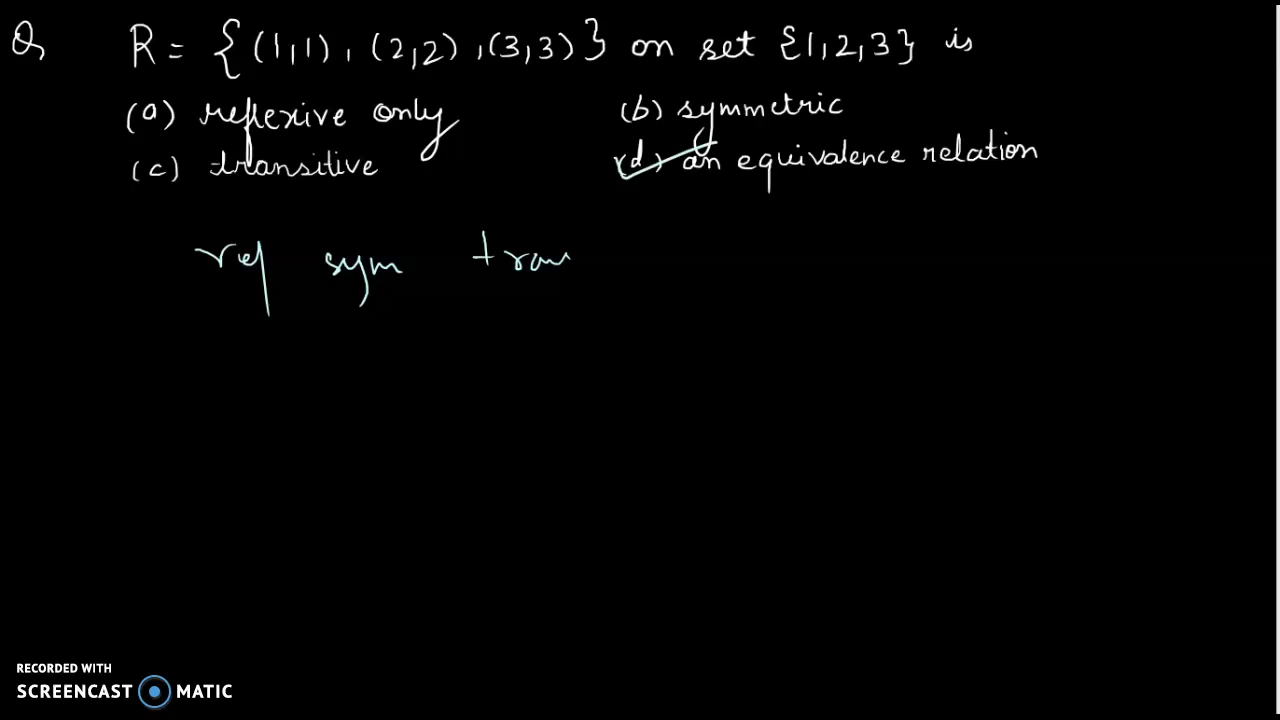 Q R = {(1,1), (2,2), (3,3)} on set {1,2,3} is
(a) reflexive only (b) symmetric
(c) transitive (d) an equivalence relation
ref sym tran
RECORDED WITH
SCREENCAST MATIC